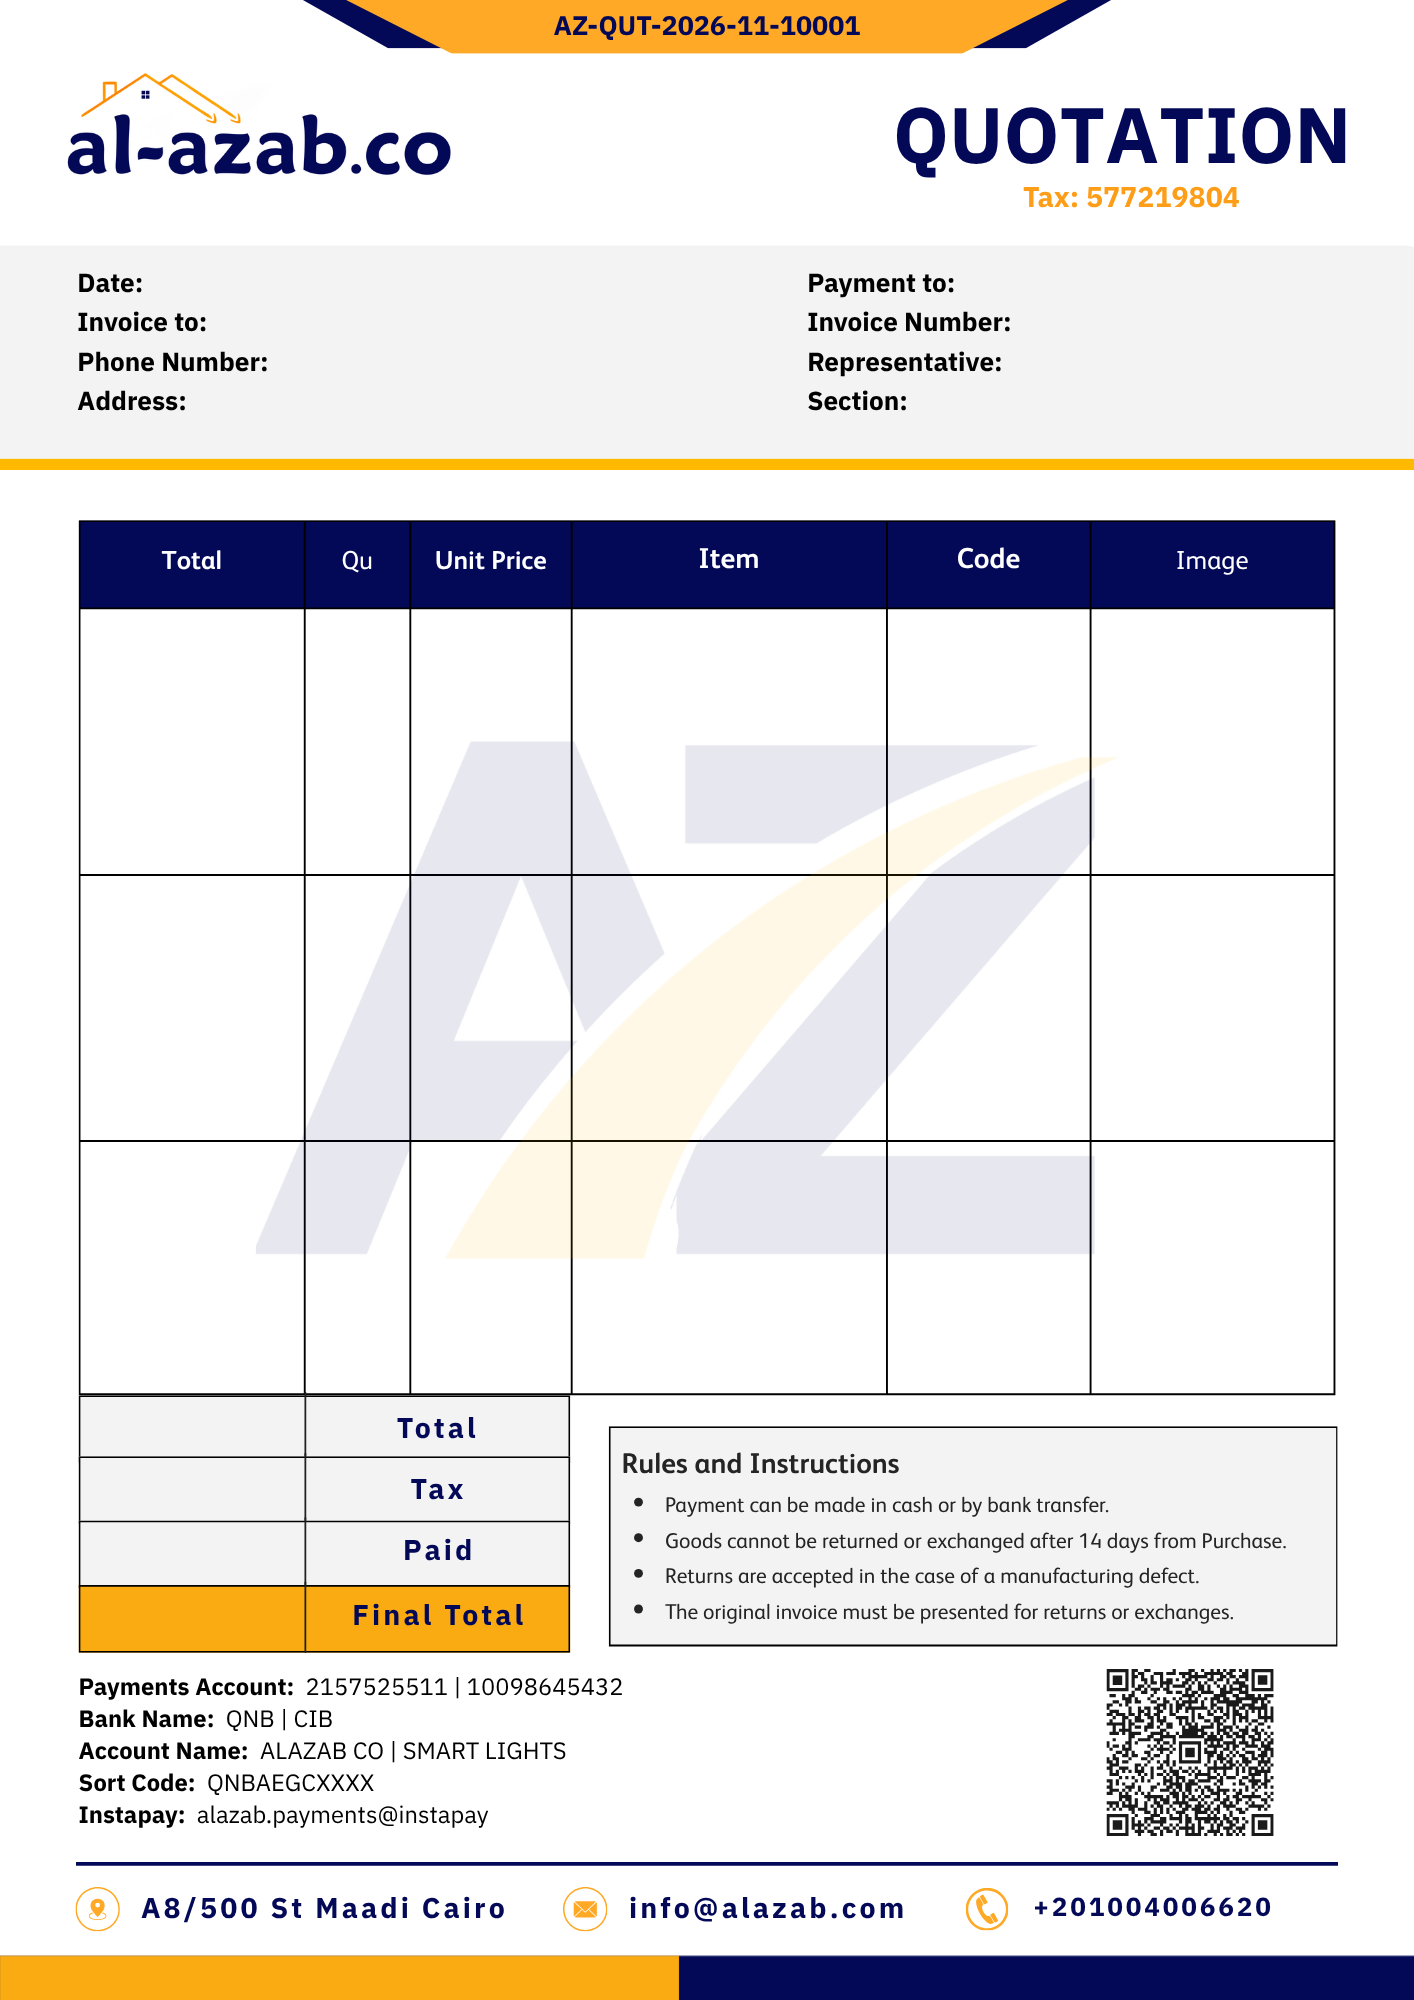 AZ-QUT-2026-11-10001
al-azab.co
QUOTATION
Tax: 577219804
Date:
Invoice to:
Phone Number:
Address:
Payment to:
Invoice Number:
Representative:
Section:
Total Qu Unit Price Item Code Image
AZ
Total
Tax
Paid
Final Total
Rules and Instructions
• Payment can be made in cash or by bank transfer.
• Goods cannot be returned or exchanged after 14 days from Purchase.
• Returns are accepted in the case of a manufacturing defect.
• The original invoice must be presented for returns or exchanges.
Payments Account: 2157525511 | 10098645432
Bank Name: QNB | CIB
Account Name: ALAZAB CO | SMART LIGHTS
Sort Code: QNBAEGCXXXX
Instapay: alazab.payments@instapay
A8/500 St Maadi Cairo info@alazab.com +201004006620